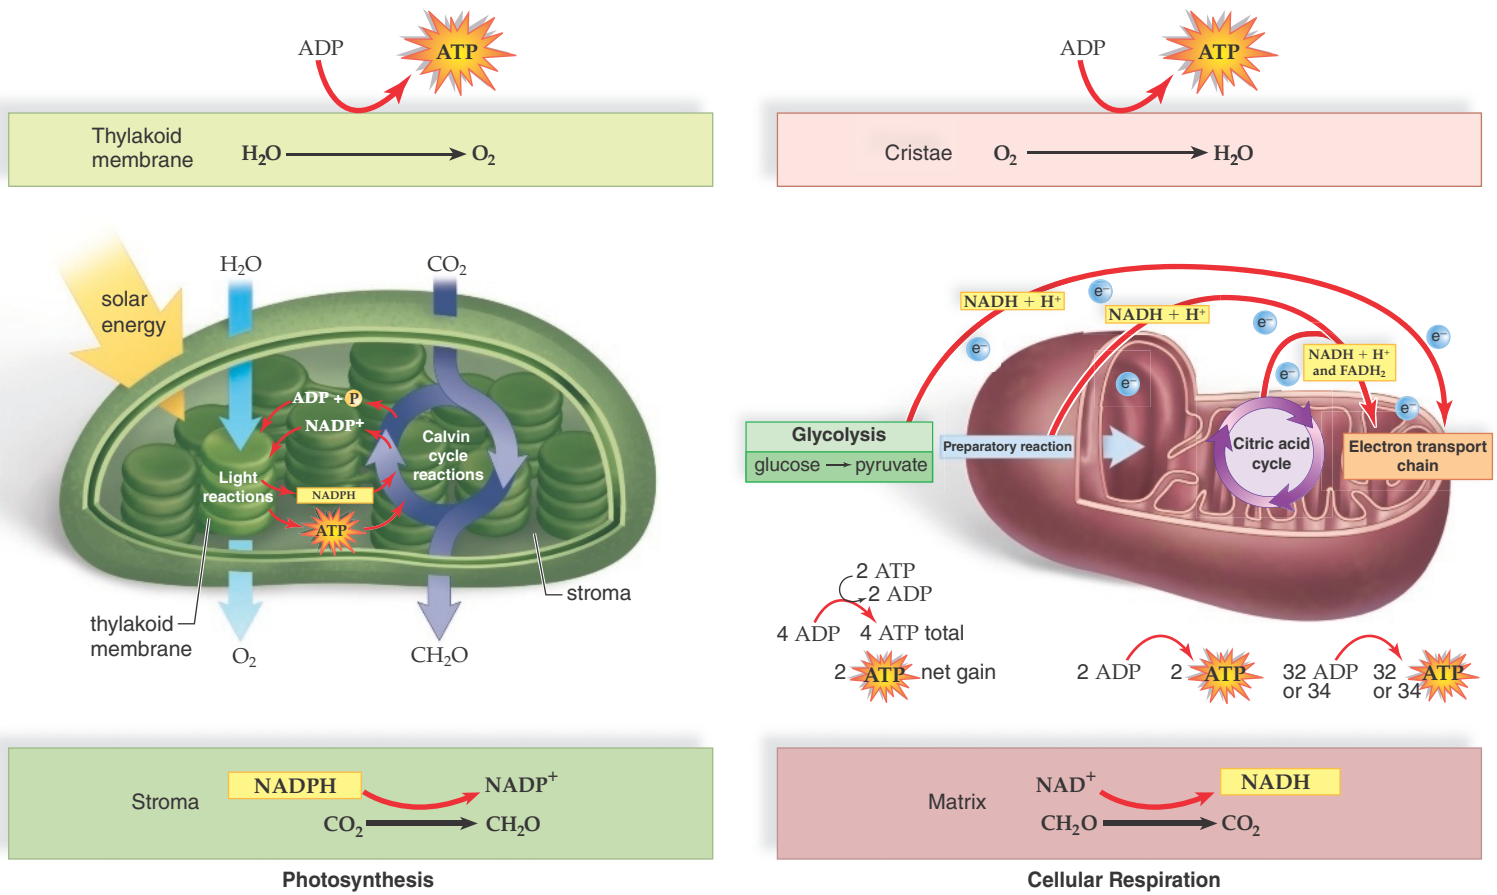 ADP
ATP
Thylakoid
membrane
H₂O → O₂
ADP
ATP
Cristae
O₂ → H₂O
solar
energy
H₂O
CO₂
ADP + P
NADP⁺
Light
reactions
Calvin
cycle
reactions
NADPH
ATP
thylakoid
membrane
stroma
O₂
CH₂O
NADH + H⁺
e⁻
NADH + H⁺
e⁻
e⁻
e⁻
NADH + H⁺
and FADH₂
e⁻
e⁻
e⁻
Glycolysis
glucose → pyruvate
Preparatory reaction
Citric acid
cycle
Electron transport
chain
2 ATP
2 ADP
4 ADP 4 ATP total
2 ATP net gain
2 ADP 2 ATP
32 ADP 32 ATP
or 34 or 34
Stroma
NADPH NADP⁺
CO₂ → CH₂O
Photosynthesis
Matrix
NAD⁺ NADH
CH₂O → CO₂
Cellular Respiration